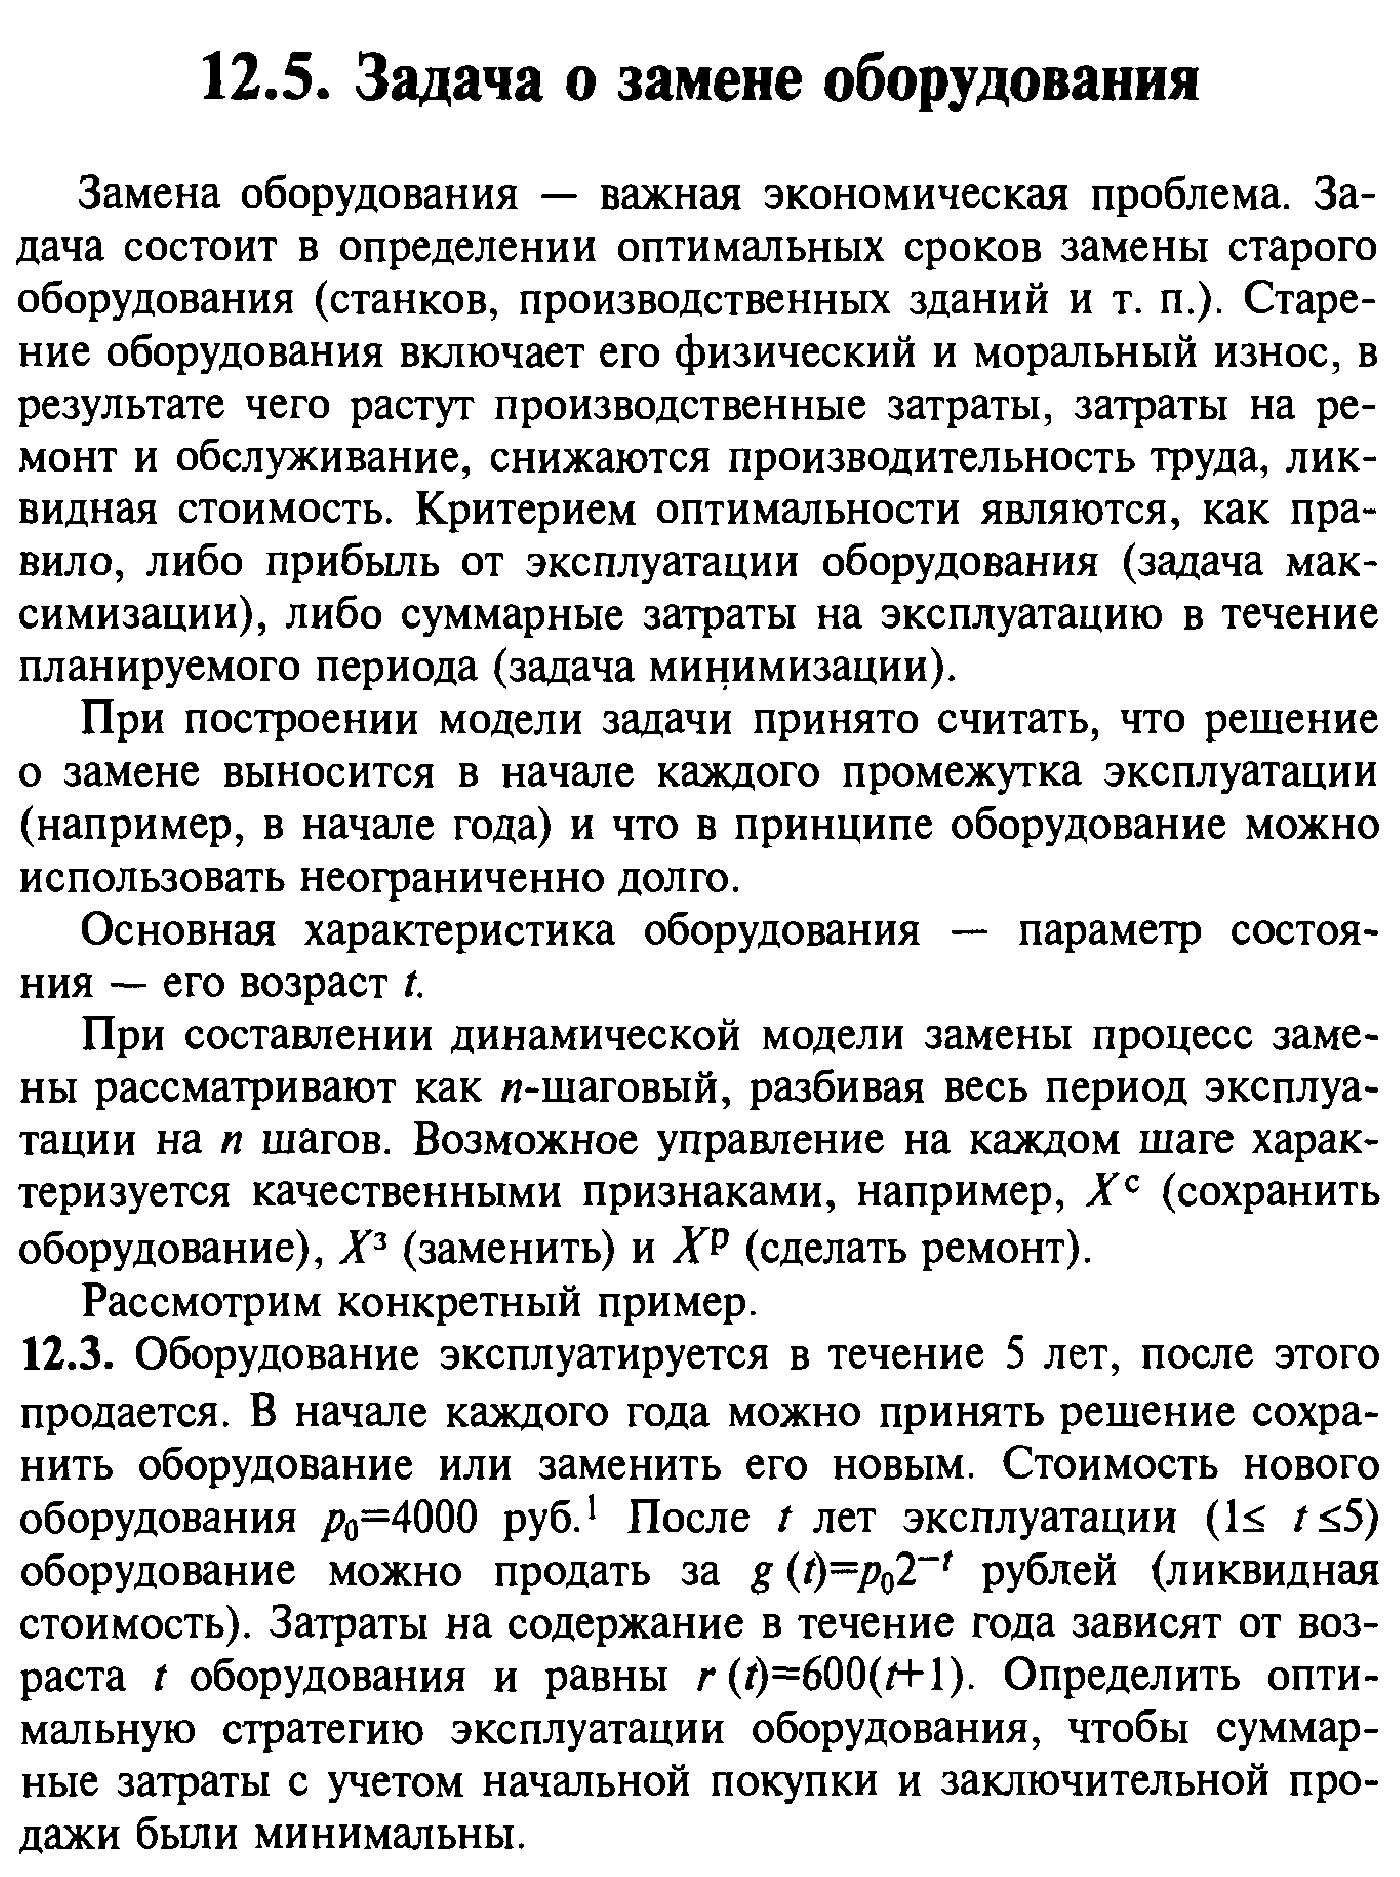 12.5. Задача о замене оборудования
Замена оборудования — важная экономическая проблема. За-
дача состоит в определении оптимальных сроков замены старого
оборудования (станков, производственных зданий и т. п.). Старе-
ние оборудования включает его физический и моральный износ, в
результате чего растут производственные затраты, затраты на ре-
монт и обслуживание, снижаются производительность труда, лик-
видная стоимость. Критерием оптимальности являются, как пра-
вило, либо прибыль от эксплуатации оборудования (задача мак-
симизации), либо суммарные затраты на эксплуатацию в течение
планируемого периода (задача минимизации).
При построении модели задачи принято считать, что решение
о замене выносится в начале каждого промежутка эксплуатации
(например, в начале года) и что в принципе оборудование можно
использовать неограниченно долго.
Основная характеристика оборудования — параметр состоя-
ния — его возраст t.
При составлении динамической модели замены процесс заме-
ны рассматривают как n-шаговый, разбивая весь период эксплуа-
тации на n шагов. Возможное управление на каждом шаге харак-
теризуется качественными признаками, например, Xᶜ (сохранить
оборудование), X³ (заменить) и Xᵖ (сделать ремонт).
Рассмотрим конкретный пример.
12.3. Оборудование эксплуатируется в течение 5 лет, после этого
продается. В начале каждого года можно принять решение сохра-
нить оборудование или заменить его новым. Стоимость нового
оборудования p₀=4000 руб.¹ После t лет эксплуатации (1≤ t ≤5)
оборудование можно продать за g (t)=p₀2⁻ᵗ рублей (ликвидная
стоимость). Затраты на содержание в течение года зависят от воз-
раста t оборудования и равны r (t)=600(t+1). Определить опти-
мальную стратегию эксплуатации оборудования, чтобы суммар-
ные затраты с учетом начальной покупки и заключительной про-
дажи были минимальны.